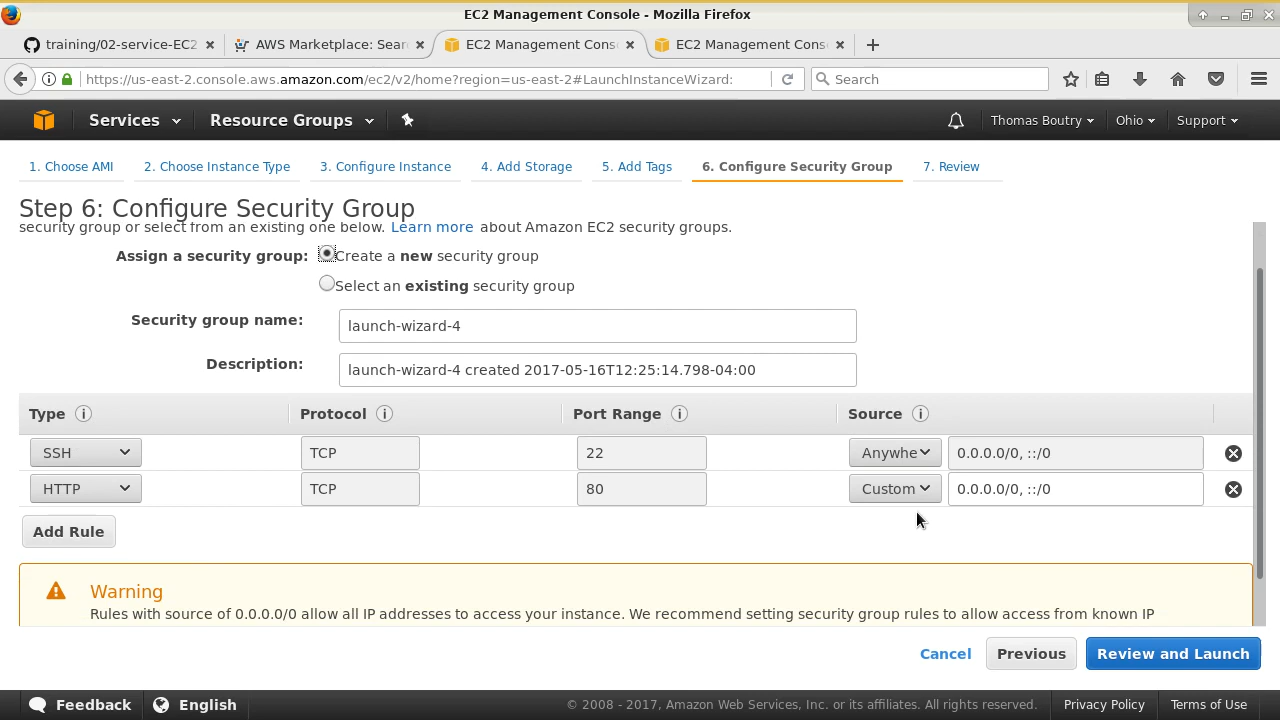 EC2 Management Console - Mozilla Firefox
training/02-service-EC2
AWS Marketplace: Sear
EC2 Management Cons
EC2 Management Cons
https://us-east-2.console.aws.amazon.com/ec2/v2/home?region=us-east-2#LaunchInstanceWizard:
Search
Services
Resource Groups
Thomas Boutry
Ohio
Support
1. Choose AMI
2. Choose Instance Type
3. Configure Instance
4. Add Storage
5. Add Tags
6. Configure Security Group
7. Review
Step 6: Configure Security Group
security group or select from an existing one below. Learn more about Amazon EC2 security groups.
Assign a security group: Create a new security group
Select an existing security group
Security group name: launch-wizard-4
Description: launch-wizard-4 created 2017-05-16T12:25:14.798-04:00
Type i Protocol i Port Range i Source i
SSH TCP 22 Anywhe 0.0.0.0/0, ::/0
HTTP TCP 80 Custom 0.0.0.0/0, ::/0
Add Rule
Warning
Rules with source of 0.0.0.0/0 allow all IP addresses to access your instance. We recommend setting security group rules to allow access from known IP
Cancel Previous Review and Launch
Feedback English © 2008 - 2017, Amazon Web Services, Inc. or its affiliates. All rights reserved. Privacy Policy Terms of Use